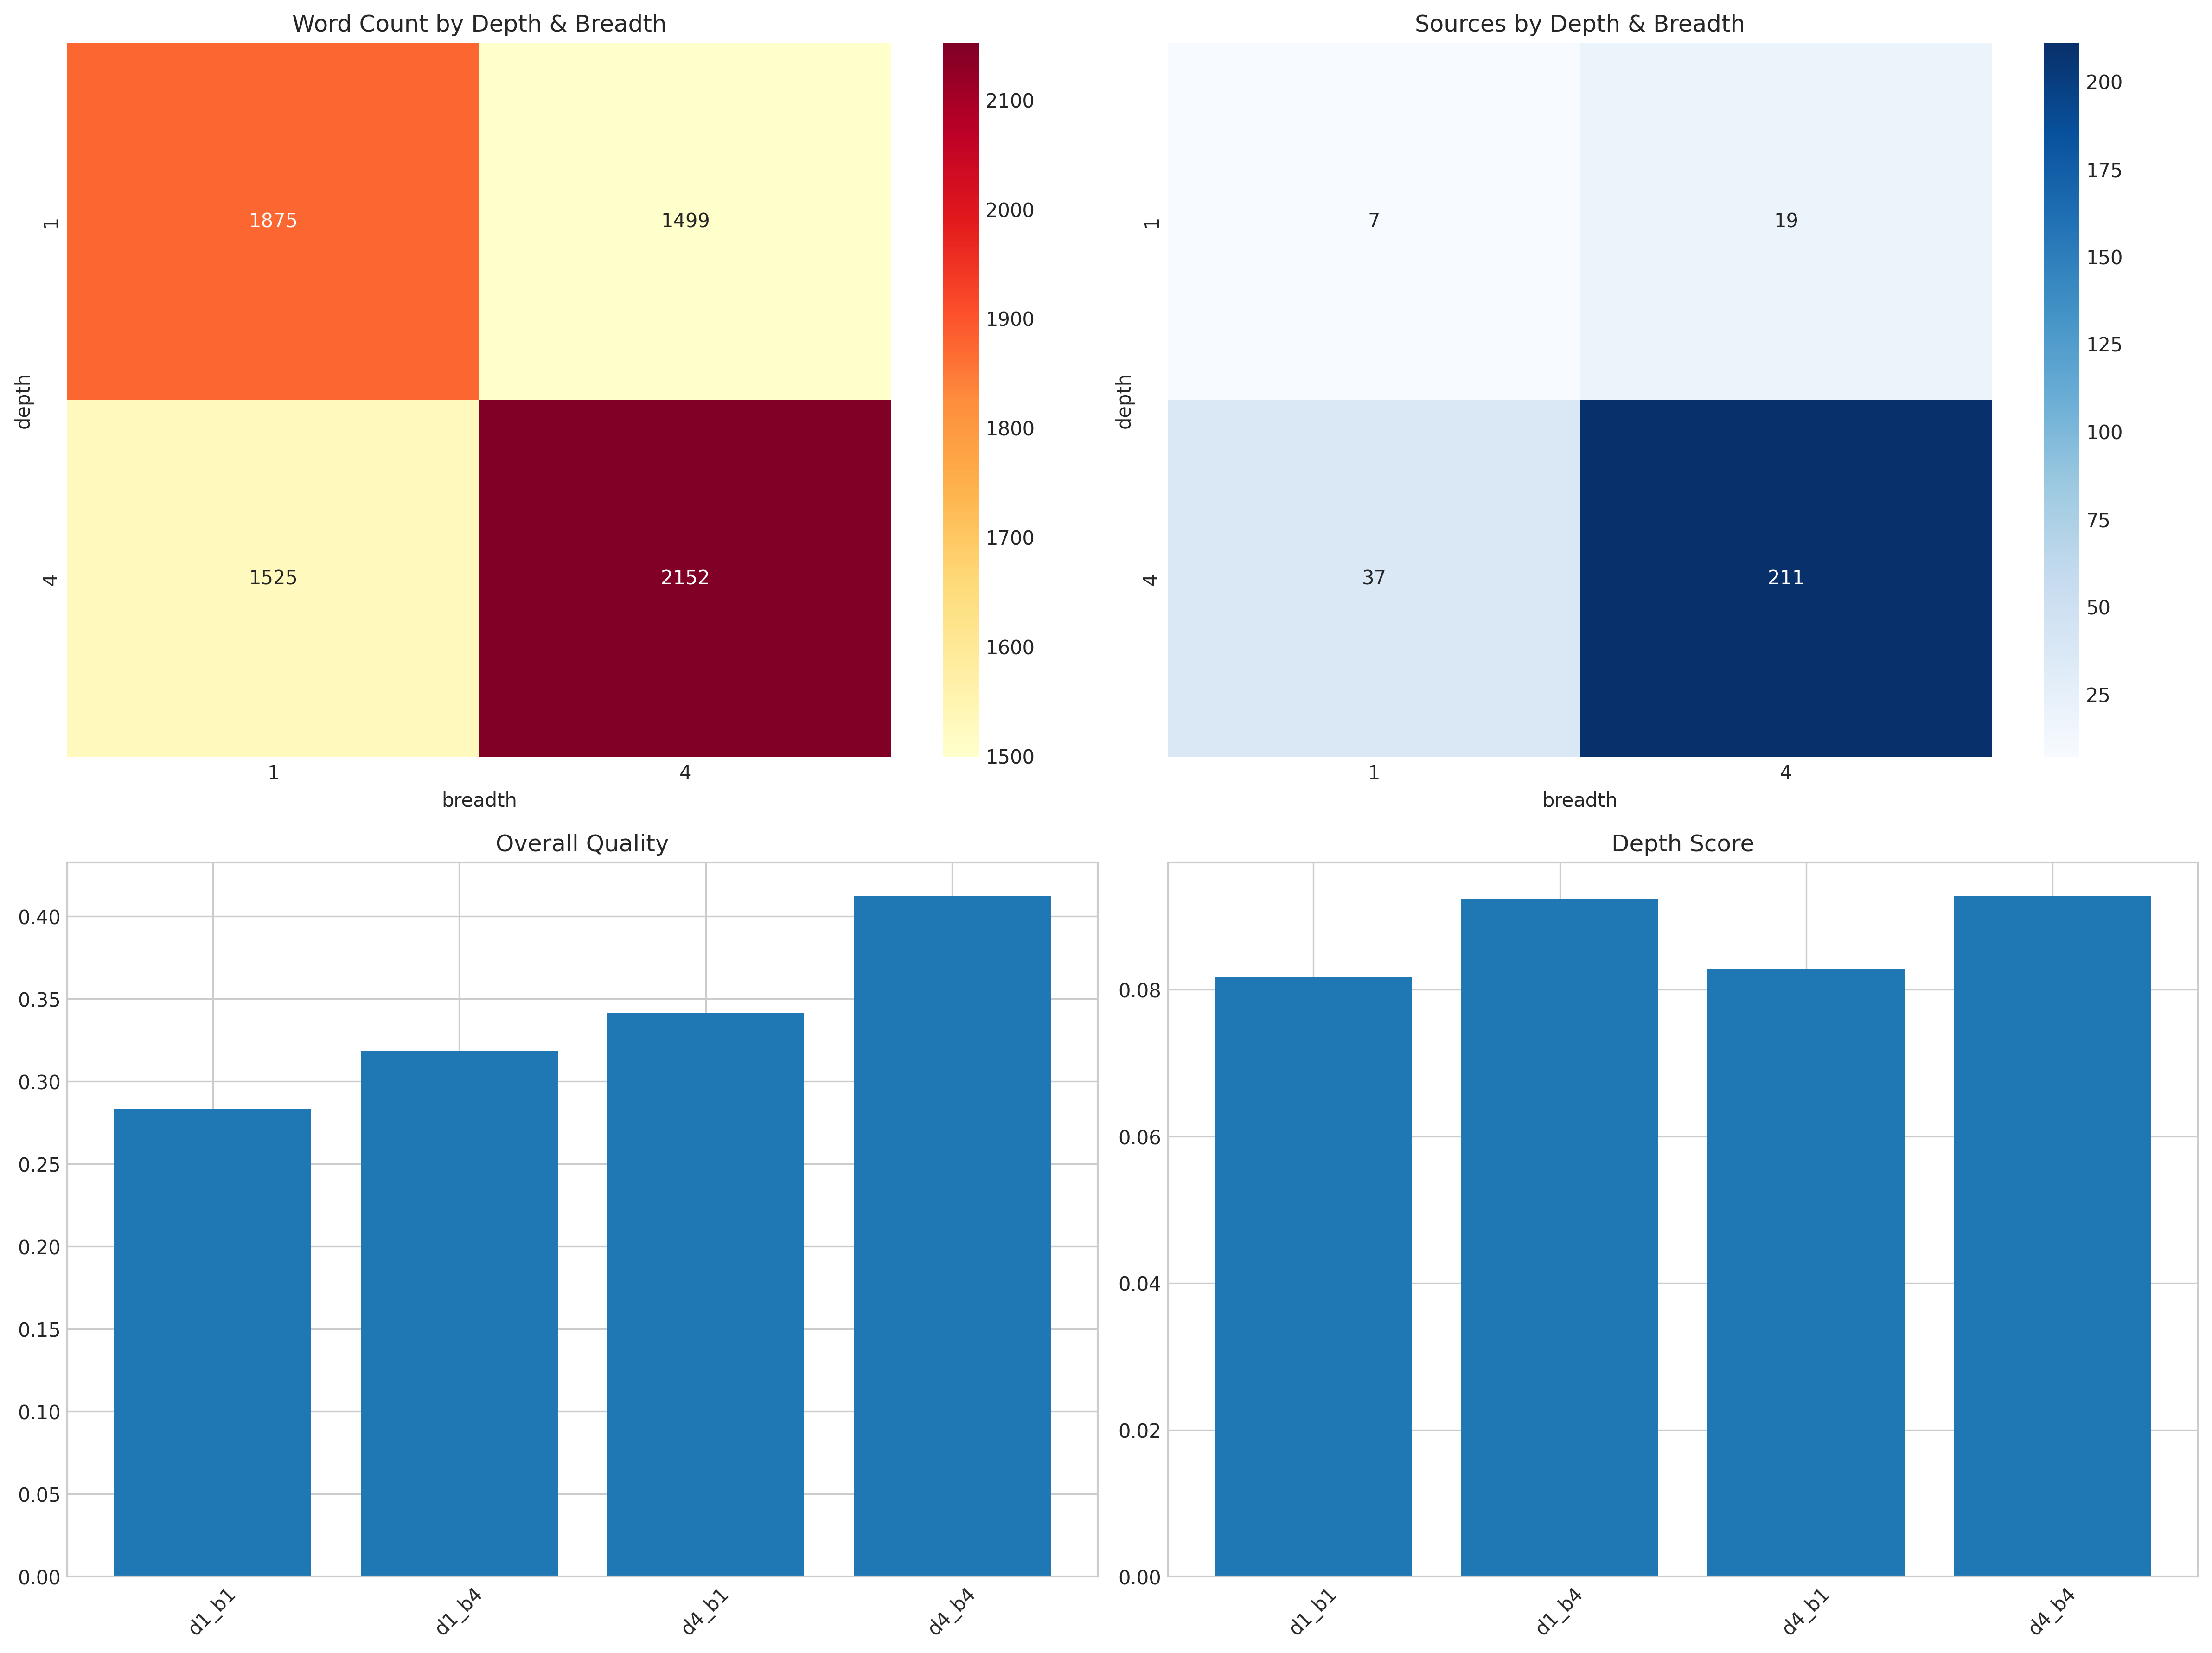 Word Count by Depth & Breadth
1875
1499
1525
2152
1
4
depth
1
4
breadth
2100
2000
1900
1800
1700
1600
1500
Sources by Depth & Breadth
7
19
37
211
1
4
depth
1
4
breadth
200
175
150
125
100
75
50
25
Overall Quality
0.40
0.35
0.30
0.25
0.20
0.15
0.10
0.05
0.00
d1_b1
d1_b4
d4_b1
d4_b4
Depth Score
0.08
0.06
0.04
0.02
0.00
d1_b1
d1_b4
d4_b1
d4_b4